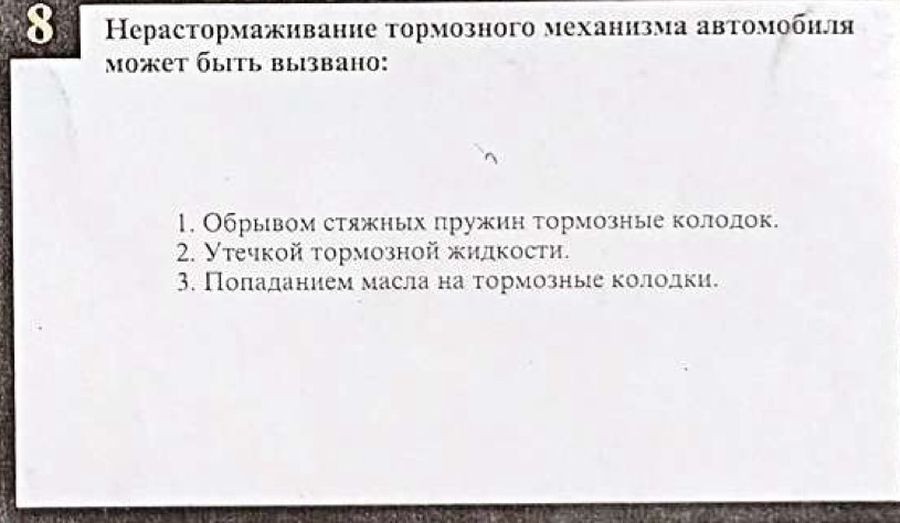 8
Нерастормаживание тормозного механизма автомобиля
может быть вызвано:
1. Обрывом стяжных пружин тормозные колодок.
2. Утечкой тормозной жидкости.
3. Попаданием масла на тормозные колодки.